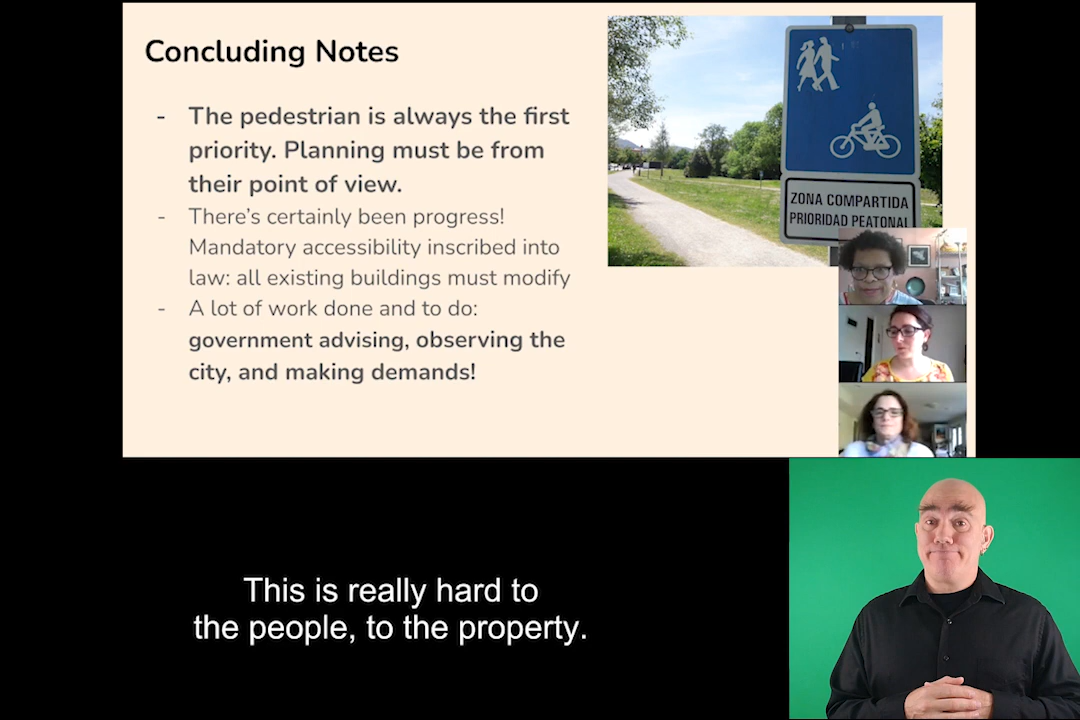 Concluding Notes
- The pedestrian is always the first
priority. Planning must be from
their point of view.
- There’s certainly been progress!
Mandatory accessibility inscribed into
law: all existing buildings must modify
- A lot of work done and to do:
government advising, observing the
city, and making demands!
ZONA COMPARTIDA
PRIORIDAD PEATONAL
This is really hard to
the people, to the property.